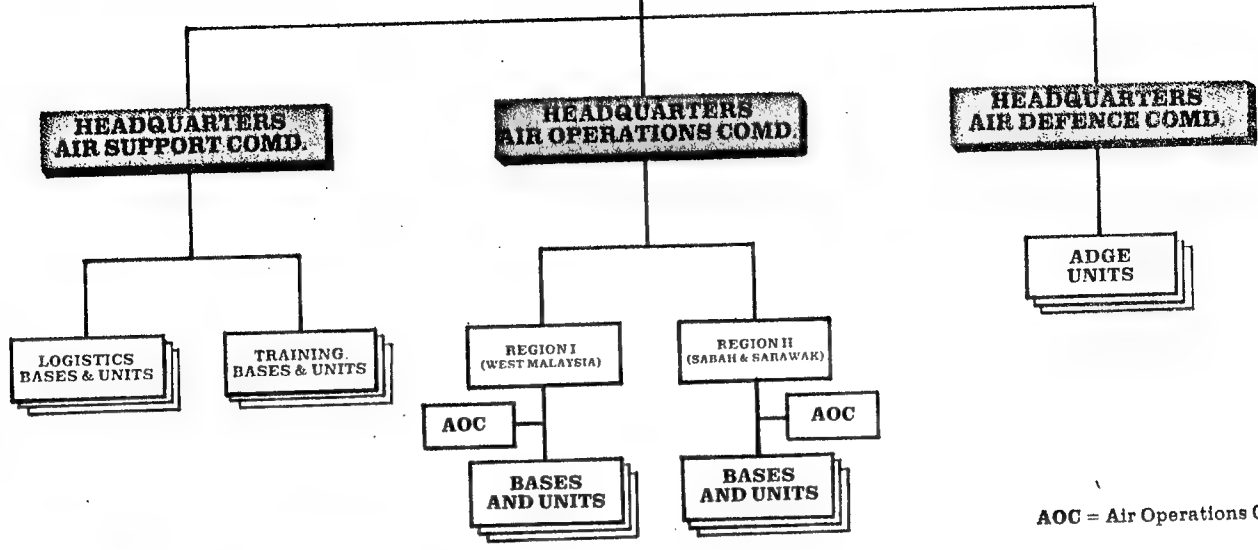 HEADQUARTERS
AIR SUPPORT COMD.
HEADQUARTERS
AIR OPERATIONS COMD.
HEADQUARTERS
AIR DEFENCE COMD.
LOGISTICS
BASES & UNITS
TRAINING.
BASES & UNITS
REGION I
(WEST MALAYSIA)
REGION II
(SABAH & SARAWAK)
ADGE
UNITS
AOC
AOC
BASES
AND UNITS
BASES
AND UNITS
AOC = Air Operations